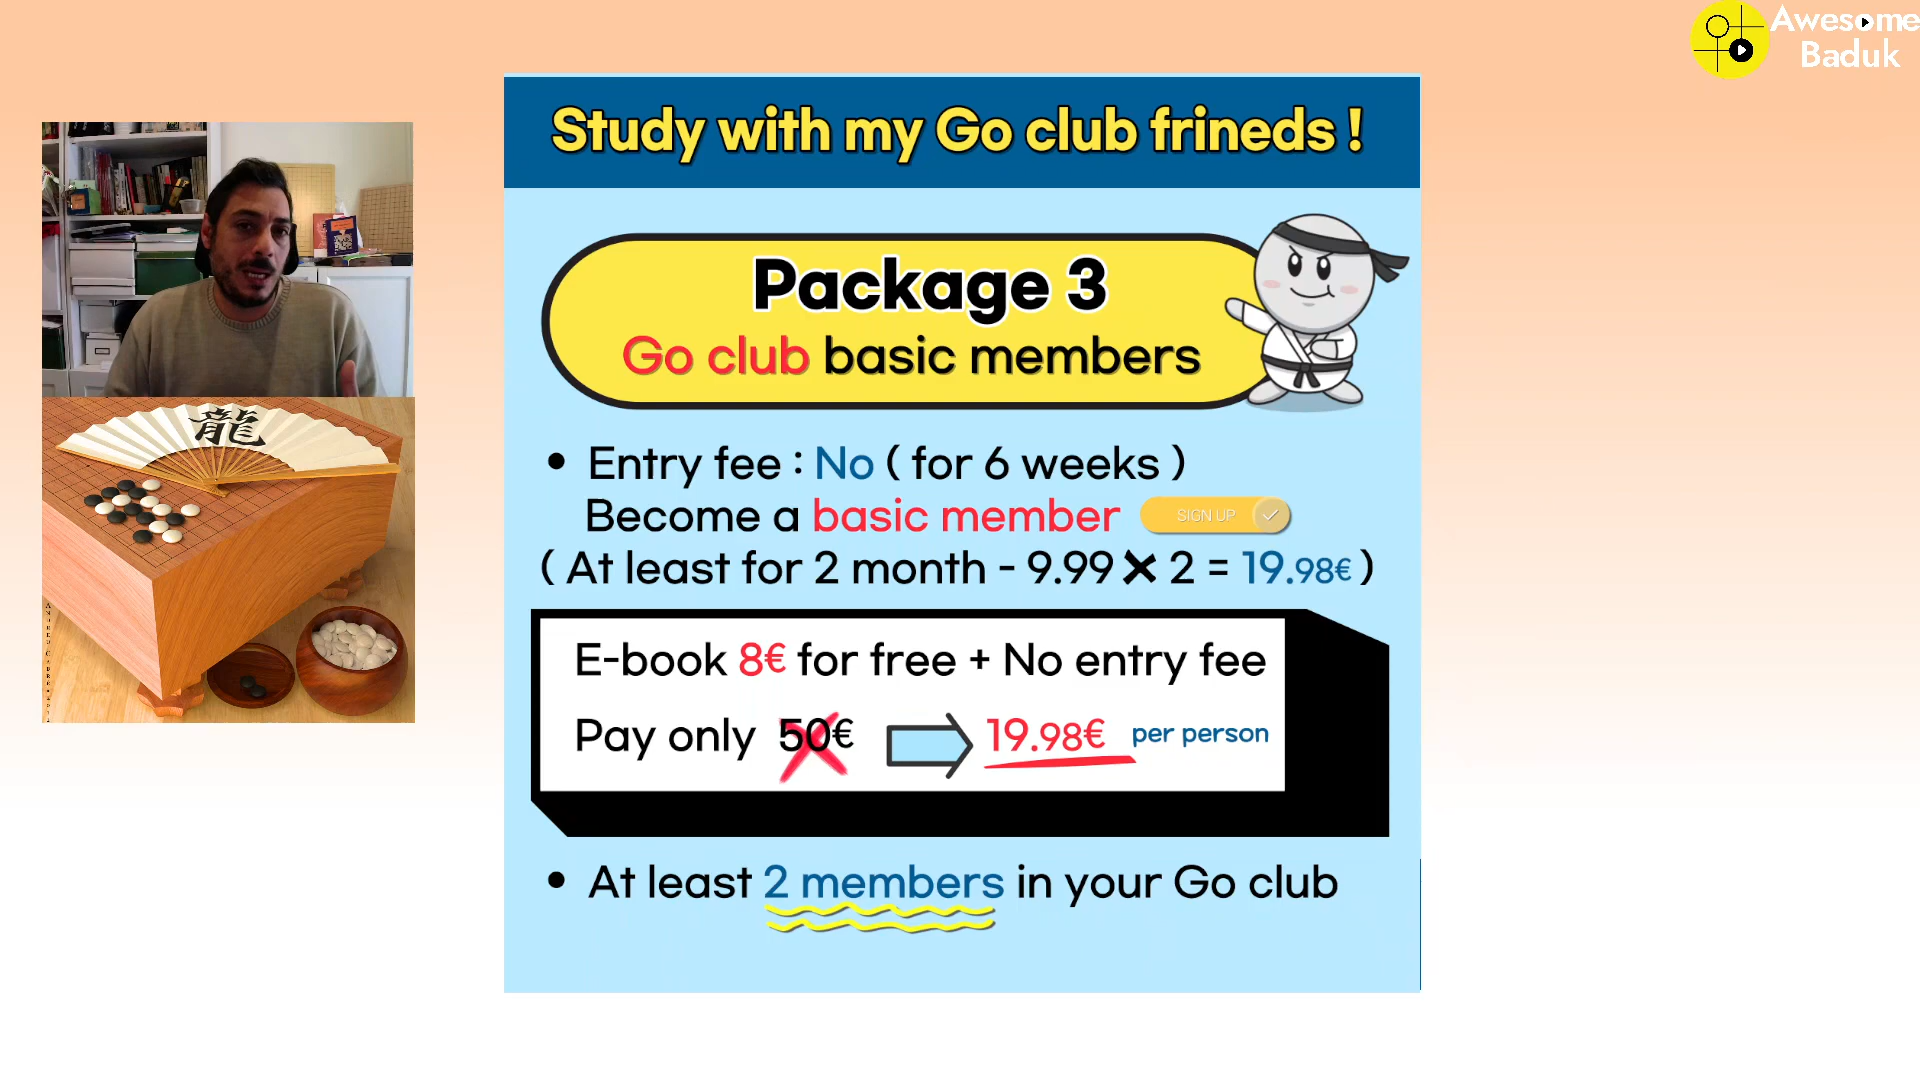 Awesome
Baduk
Study with my Go club frineds !
Package 3
Go club basic members
• Entry fee : No ( for 6 weeks )
Become a basic member SIGN UP
( At least for 2 month - 9.99 × 2 = 19.98€ )
E-book 8€ for free + No entry fee
Pay only 50€ 19.98€ per person
• At least 2 members in your Go club
龍